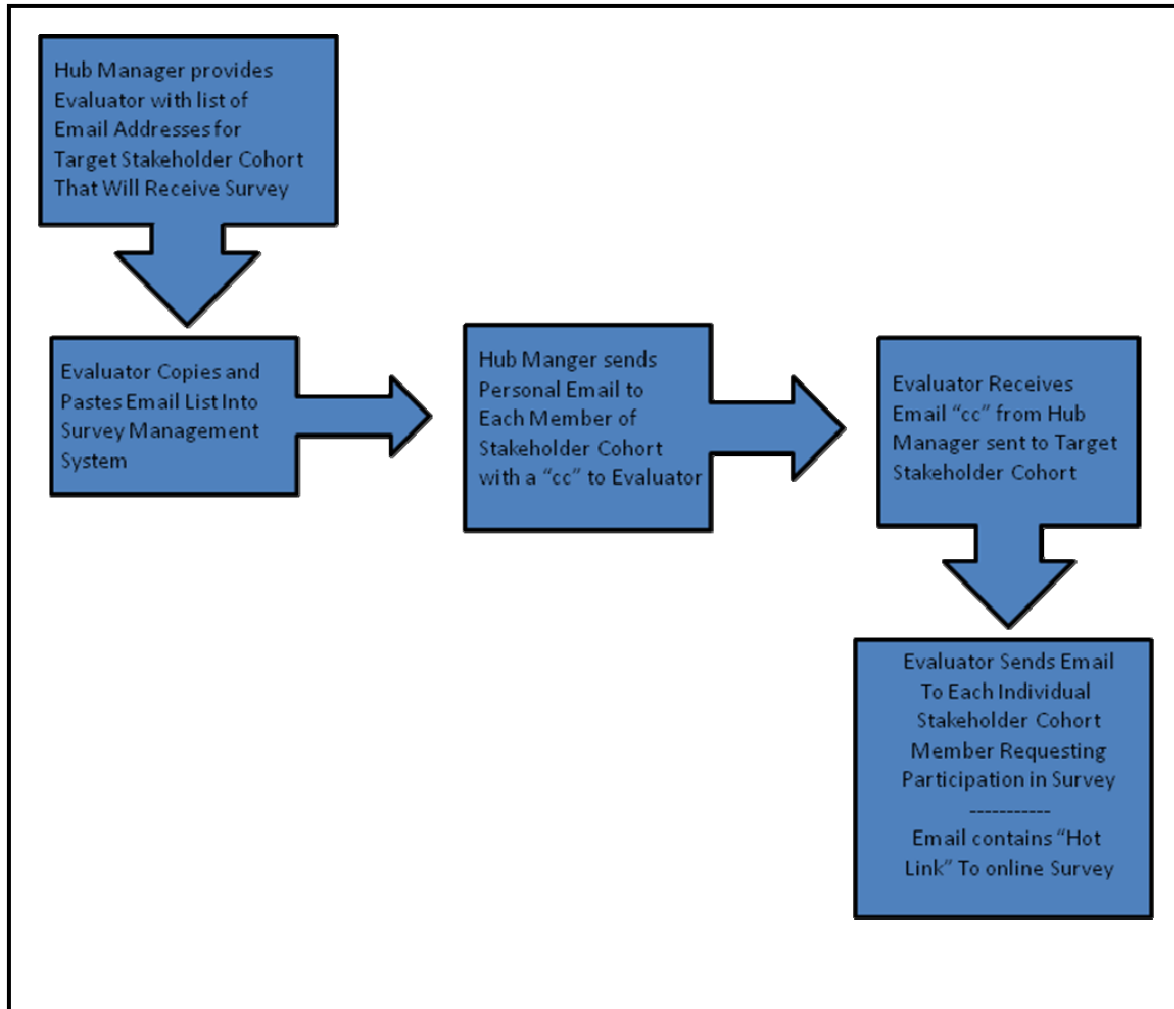 Hub Manager provides
Evaluator with list of
Email Addresses for
Target Stakeholder Cohort
That Will Receive Survey
Evaluator Copies and
Pastes Email List Into
Survey Management
System
Hub Manger sends
Personal Email to
Each Member of
Stakeholder Cohort
with a “cc” to Evaluator
Evaluator Receives
Email “cc” from Hub
Manager sent to Target
Stakeholder Cohort
Evaluator Sends Email
To Each Individual
Stakeholder Cohort
Member Requesting
Participation in Survey
-----------
Email contains “Hot
Link” To online Survey